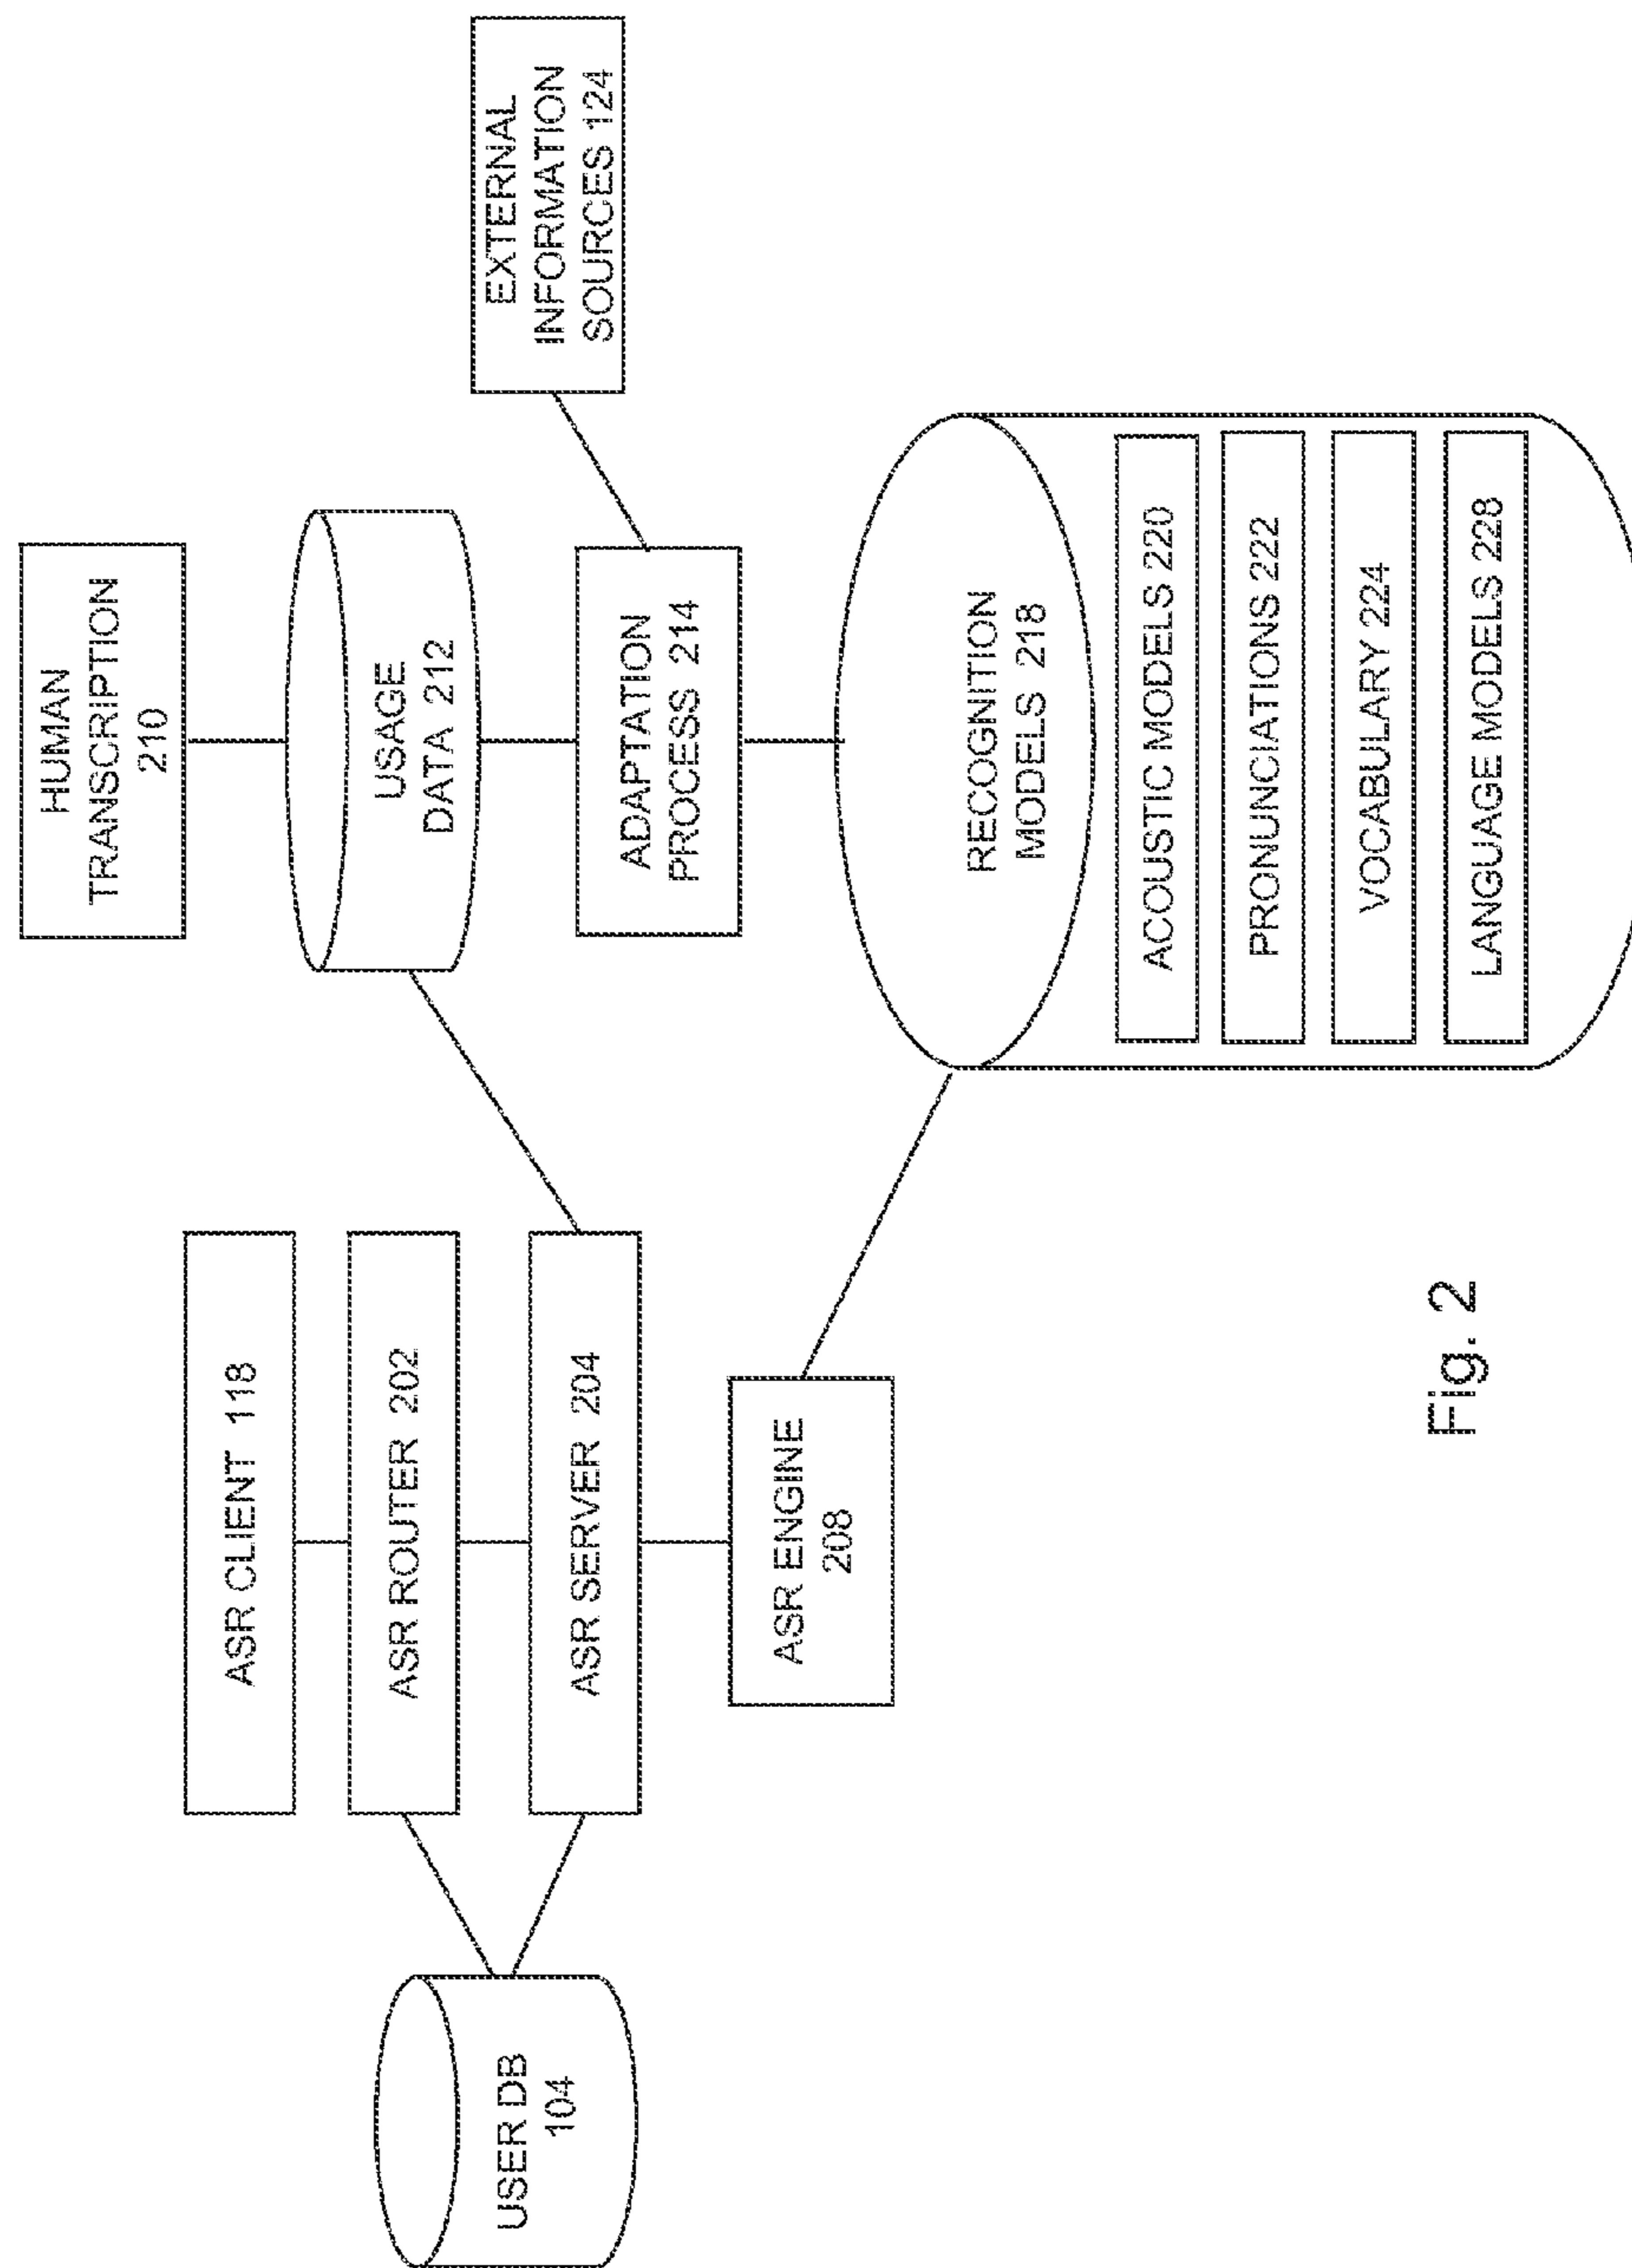 USER DB
104
ASR CLIENT 118
ASR ROUTER 202
ASR SERVER 204
ASR ENGINE
208
HUMAN
TRANSCRIPTION
210
USAGE
DATA 212
ADAPTATION
PROCESS 214
EXTERNAL
INFORMATION
SOURCES 124
RECOGNITION
MODELS 218
ACOUSTIC MODELS 220
PRONUNCIATIONS 222
VOCABULARY 224
LANGUAGE MODELS 228
Fig. 2